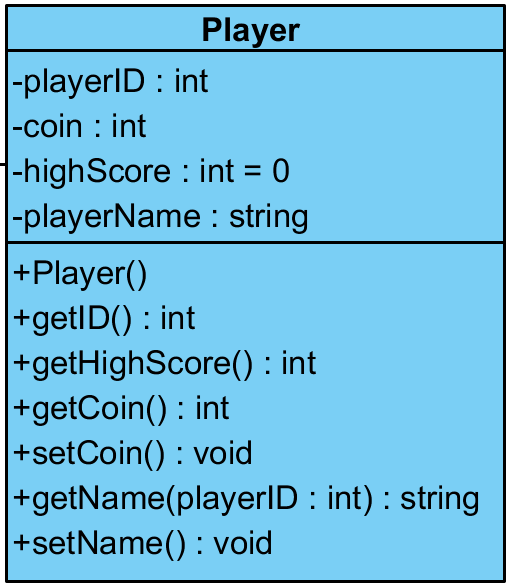 Player
-playerID : int
-coin : int
-highScore : int = 0
-playerName : string
+Player()
+getID() : int
+getHighScore() : int
+getCoin() : int
+setCoin() : void
+getName(playerID : int) : string
+setName() : void